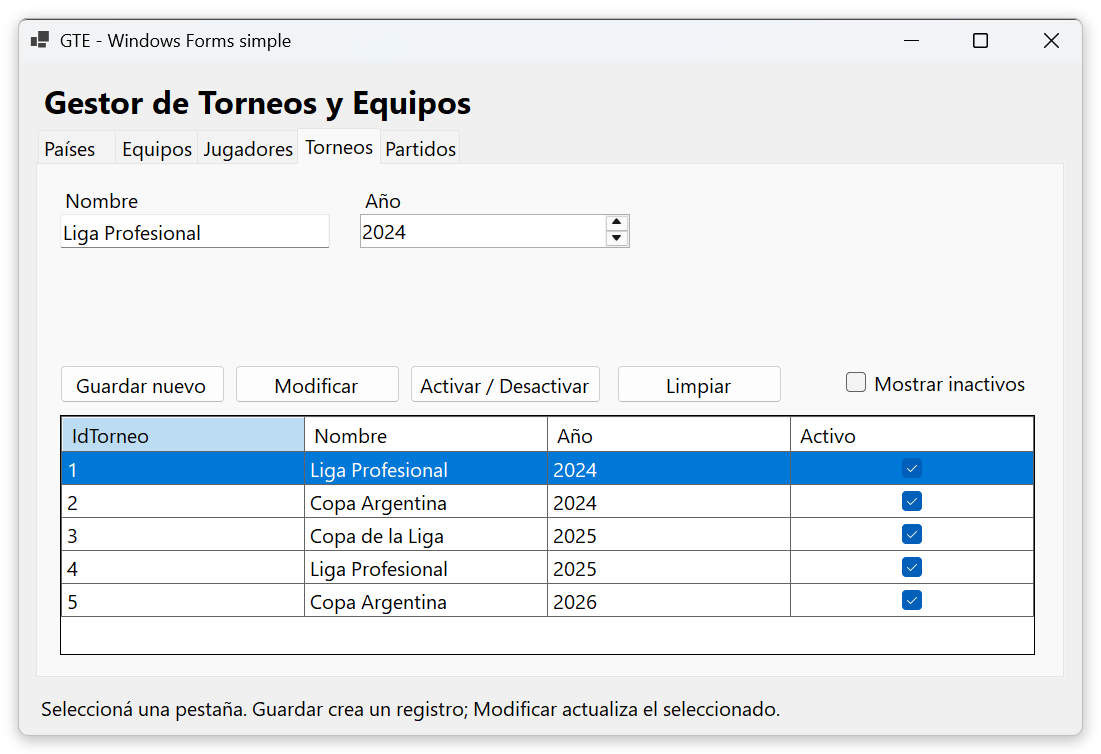 GTE - Windows Forms simple
Gestor de Torneos y Equipos
Países Equipos Jugadores Torneos Partidos
Nombre Año
Liga Profesional 2024
Guardar nuevo Modificar Activar / Desactivar Limpiar Mostrar inactivos
IdTorneo Nombre Año Activo
1 Liga Profesional 2024
2 Copa Argentina 2024
3 Copa de la Liga 2025
4 Liga Profesional 2025
5 Copa Argentina 2026
Seleccioná una pestaña. Guardar crea un registro; Modificar actualiza el seleccionado.